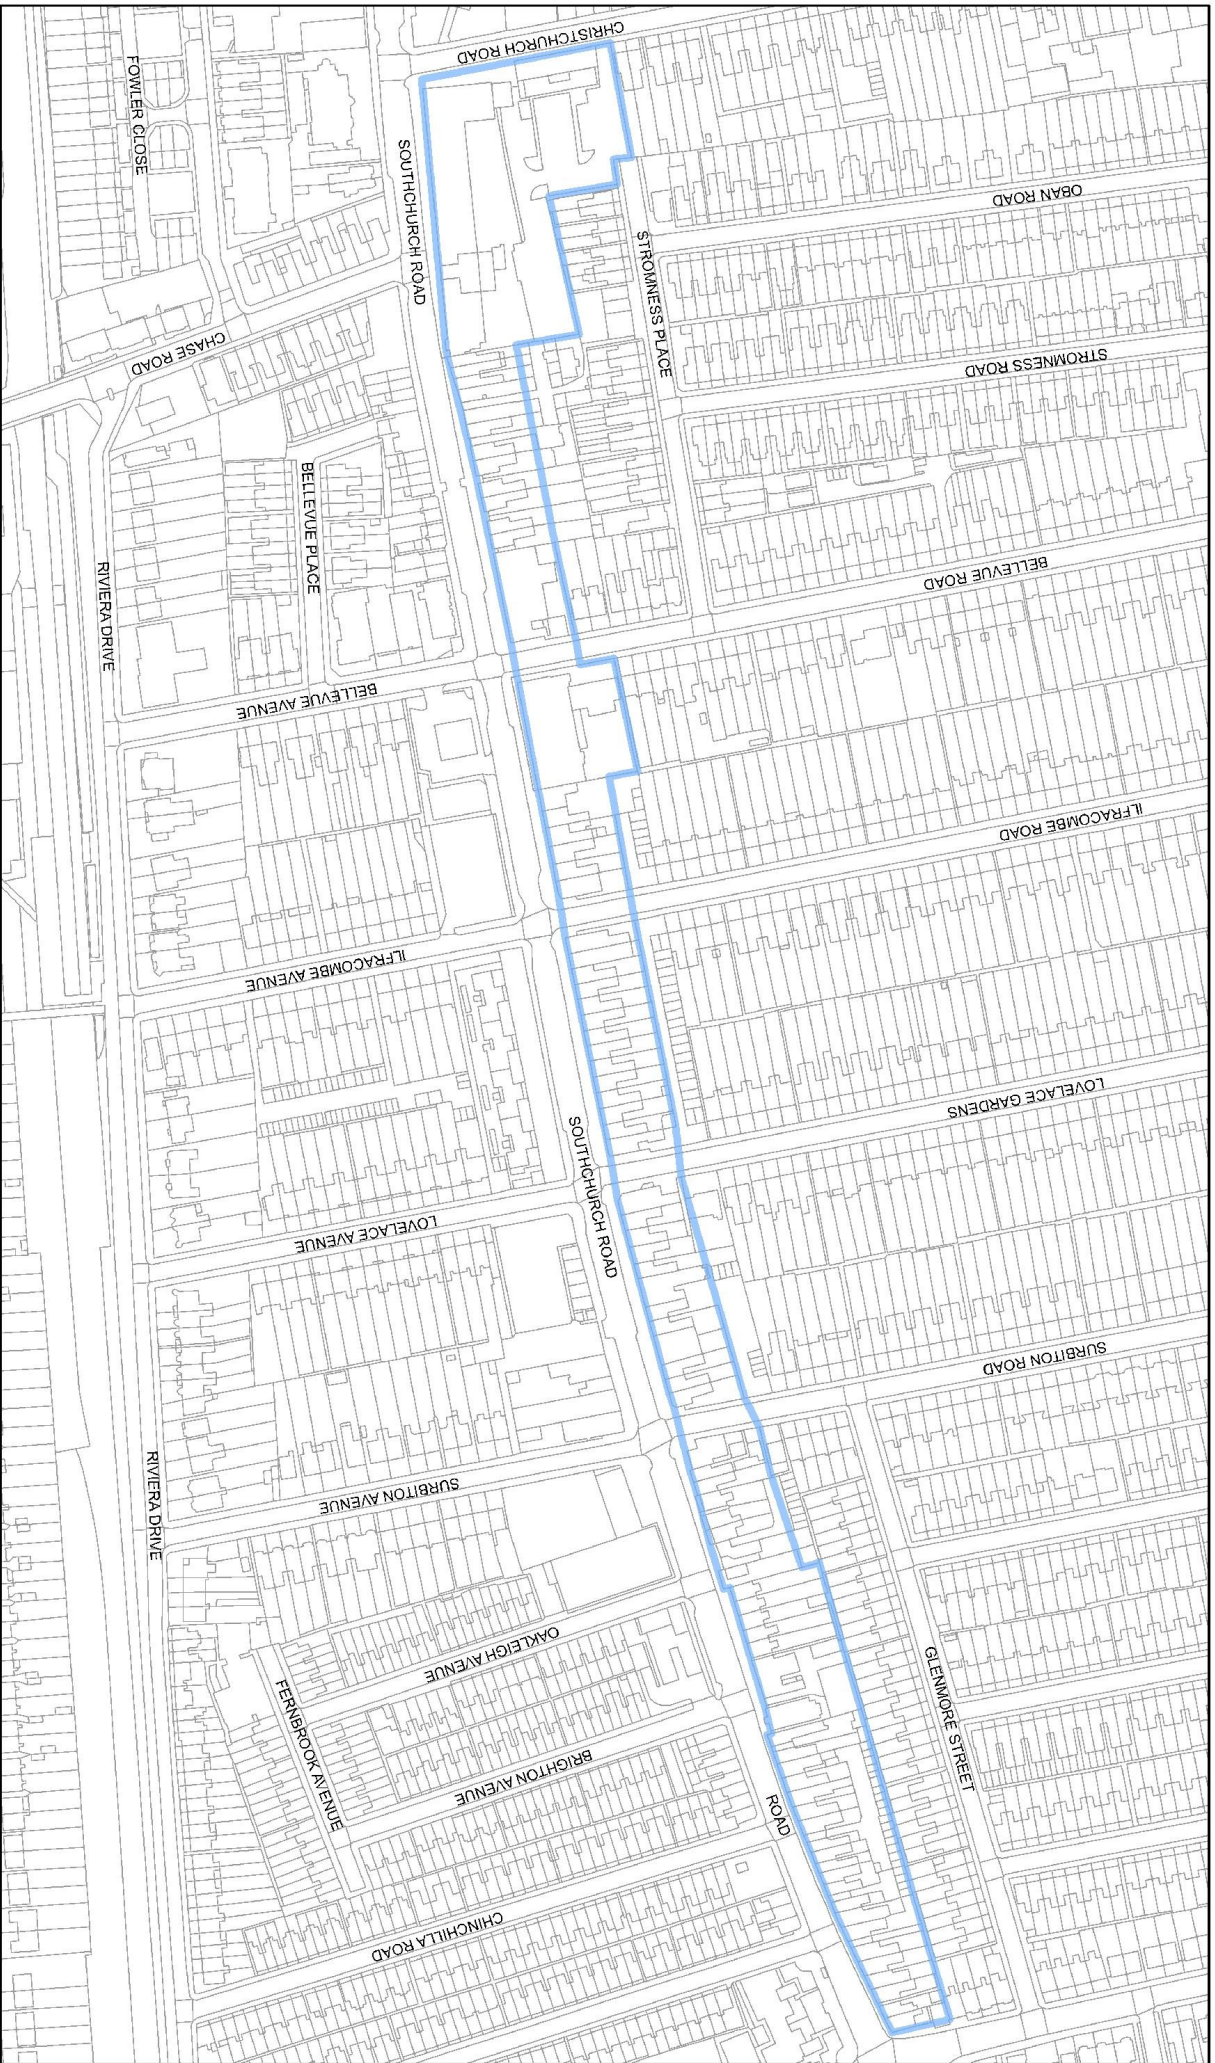 CHRISTCHURCH ROAD
FOWLER CLOSE
SOUTHCHURCH ROAD
OBAN ROAD
STROMNESS PLACE
CHASE ROAD
STROMNESS ROAD
BELLEVUE PLACE
RIVIERA DRIVE
BELLEVUE ROAD
BELLEVUE AVENUE
ILFRACOMBE ROAD
ILFRACOMBE AVENUE
LOVELACE GARDENS
SOUTHCHURCH ROAD
LOVELACE AVENUE
SURBITON ROAD
RIVIERA DRIVE
SURBITON AVENUE
OAKLEIGH AVENUE
GLENMORE STREET
FERNBROOK AVENUE
BRIGHTON AVENUE
ROAD
CHINCHILLA ROAD